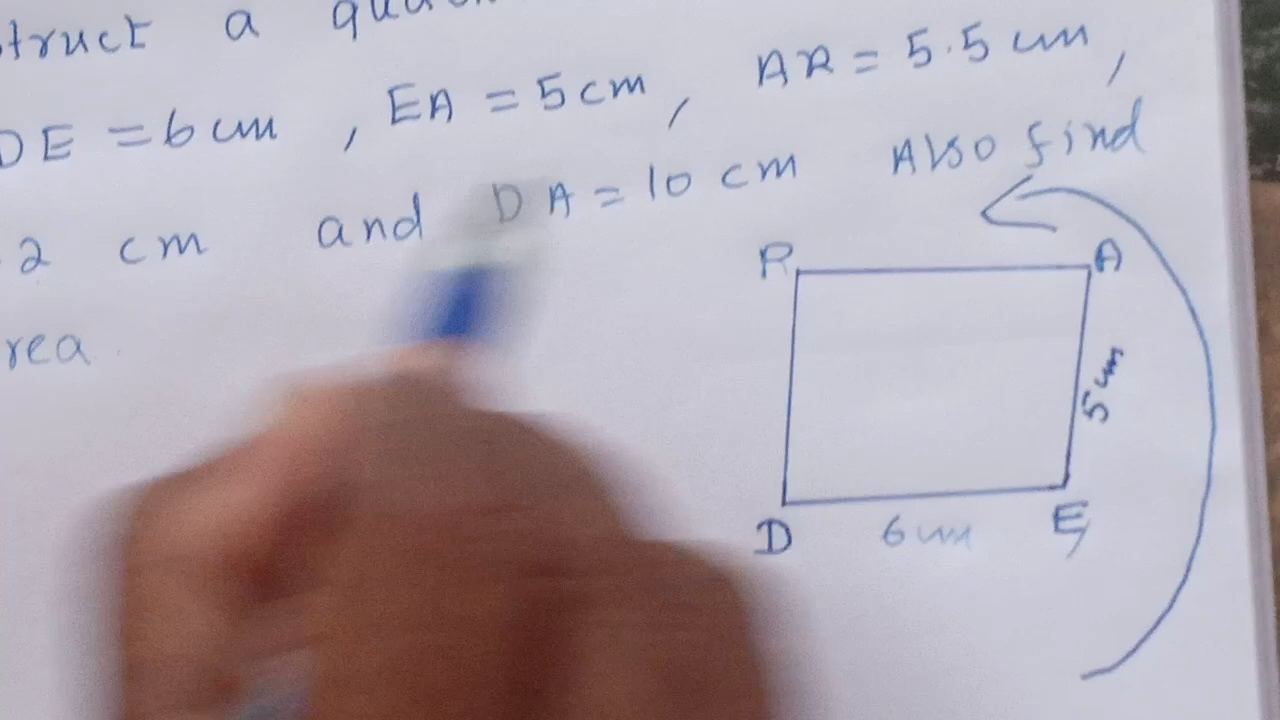 truct a
DE = 6 cm , EA = 5 cm , AR = 5.5 cm ,
2 cm and DA = 10 cm Also find
rea
R A
5 cm
D 6 cm E